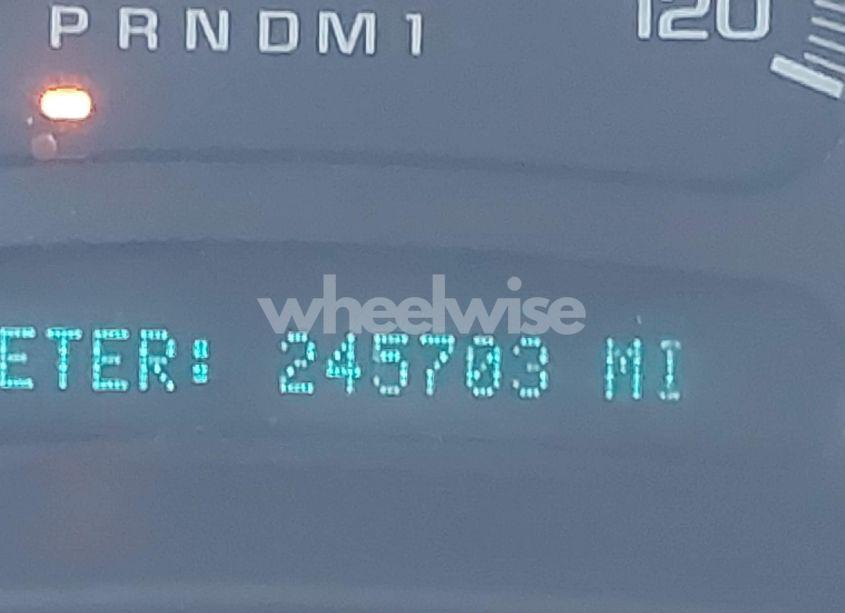 PRNDM1 120
wheelwise
ETER: 245703 MI